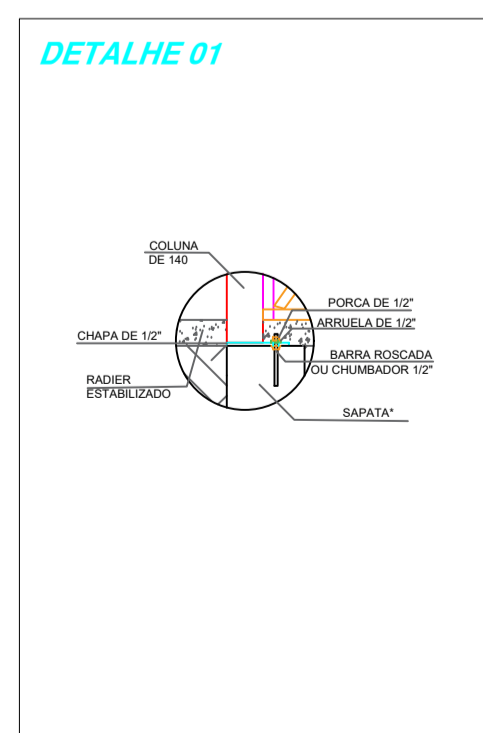 DETALHE 01
COLUNA
DE 140
PORCA DE 1/2"
ARRUELA DE 1/2"
CHAPA DE 1/2"
BARRA ROSCADA
OU CHUMBADOR 1/2"
RADIER
ESTABILIZADO
SAPATA*